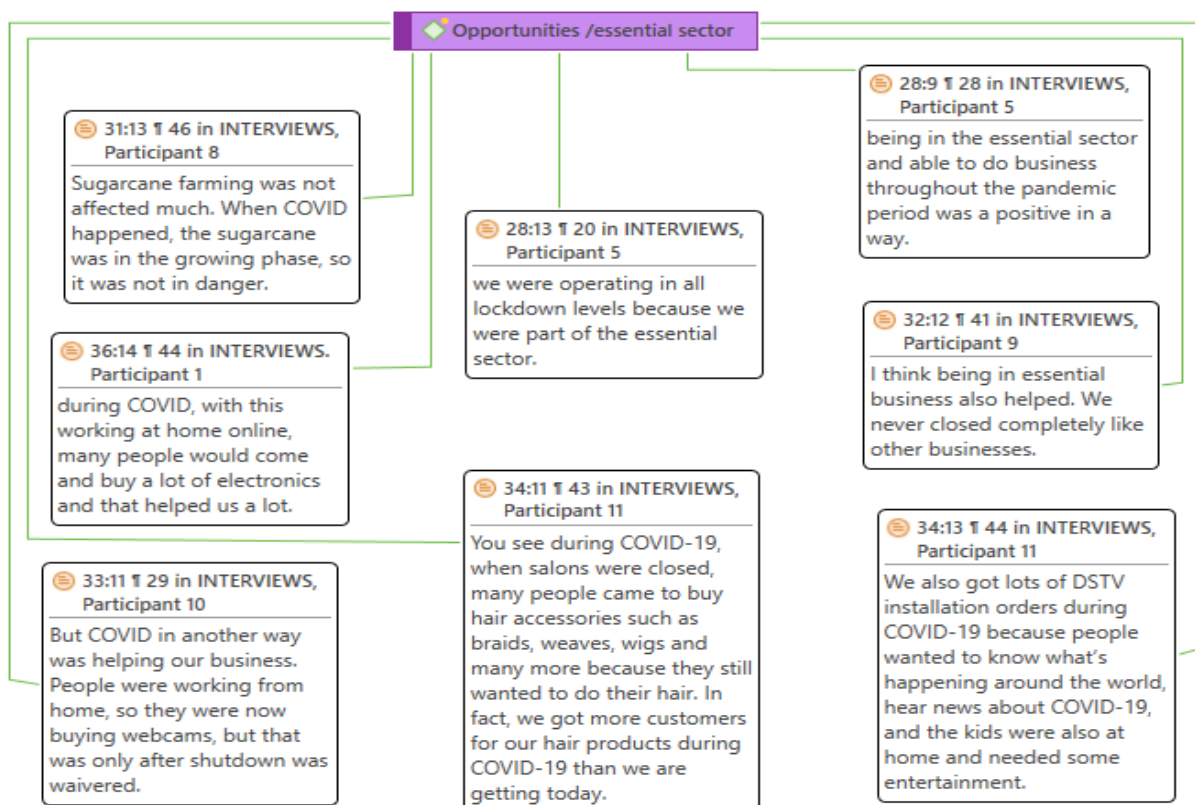 Opportunities /essential sector
31:13 ¶ 46 in INTERVIEWS,
Participant 8
Sugarcane farming was not
affected much. When COVID
happened, the sugarcane
was in the growing phase, so
it was not in danger.
28:13 ¶ 20 in INTERVIEWS,
Participant 5
we were operating in all
lockdown levels because we
were part of the essential
sector.
28:9 ¶ 28 in INTERVIEWS,
Participant 5
being in the essential sector
and able to do business
throughout the pandemic
period was a positive in a
way.
36:14 ¶ 44 in INTERVIEWS.
Participant 1
during COVID, with this
working at home online,
many people would come
and buy a lot of electronics
and that helped us a lot.
32:12 ¶ 41 in INTERVIEWS,
Participant 9
I think being in essential
business also helped. We
never closed completely like
other businesses.
33:11 ¶ 29 in INTERVIEWS,
Participant 10
But COVID in another way
was helping our business.
People were working from
home, so they were now
buying webcams, but that
was only after shutdown was
waivered.
34:11 ¶ 43 in INTERVIEWS,
Participant 11
You see during COVID-19,
when salons were closed,
many people came to buy
hair accessories such as
braids, weaves, wigs and
many more because they still
wanted to do their hair. In
fact, we got more customers
for our hair products during
COVID-19 than we are
getting today.
34:13 ¶ 44 in INTERVIEWS,
Participant 11
We also got lots of DSTV
installation orders during
COVID-19 because people
wanted to know what's
happening around the world,
hear news about COVID-19,
and the kids were also at
home and needed some
entertainment.